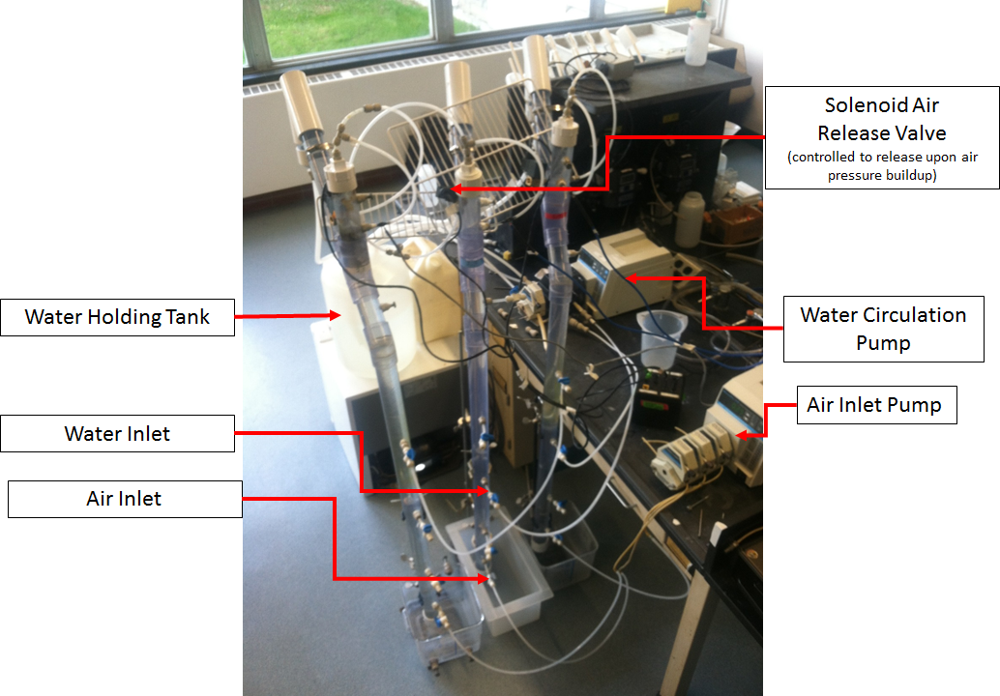 Solenoid Air
Release Valve
(controlled to release upon air
pressure buildup)
Water Holding Tank
Water Circulation
Pump
Air Inlet Pump
Water Inlet
Air Inlet